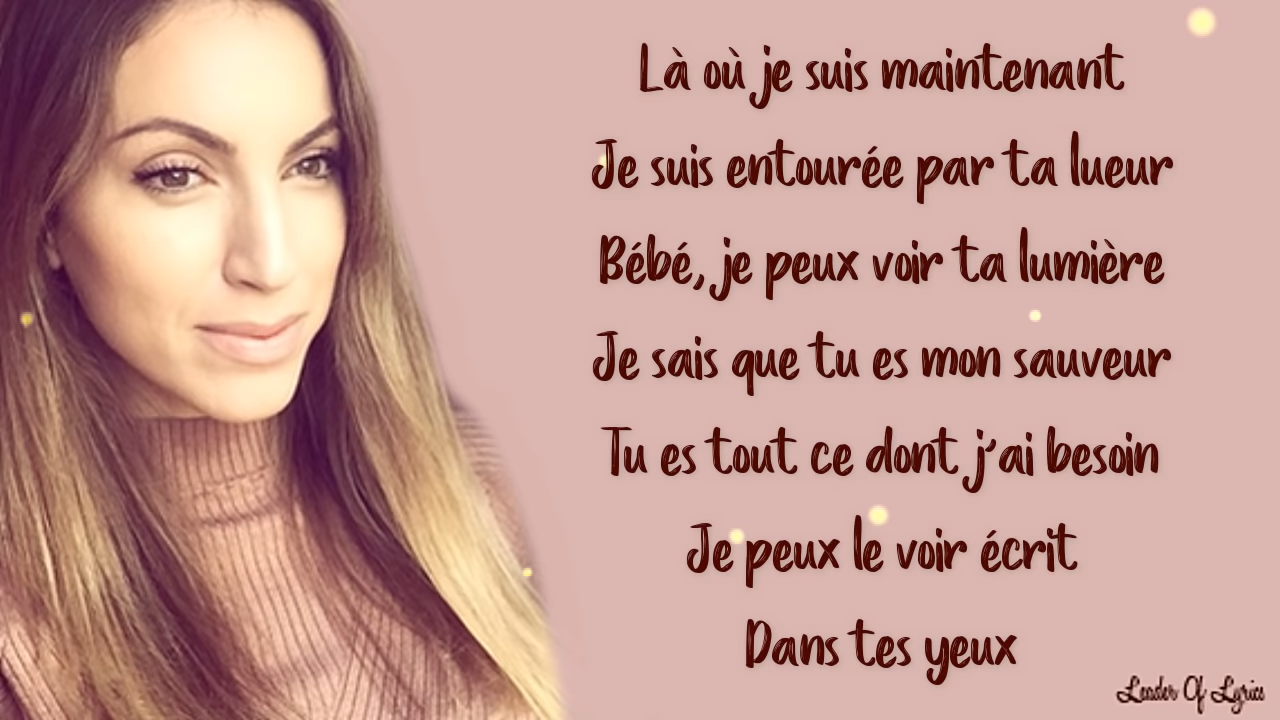 Là où je suis maintenant
Je suis entourée par ta lueur
Bébé, je peux voir ta lumière
Je sais que tu es mon sauveur
Tu es tout ce dont j'ai besoin
Je peux le voir écrit
Dans tes yeux
Leader Of Lyrics